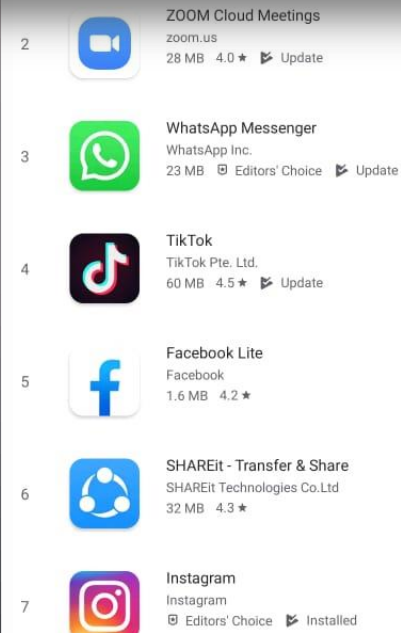 2
ZOOM Cloud Meetings
zoom.us
28 MB 4.0 ★ Update
3
WhatsApp Messenger
WhatsApp Inc.
23 MB Editors' Choice Update
4
TikTok
TikTok Pte. Ltd.
60 MB 4.5 ★ Update
5
Facebook Lite
Facebook
1.6 MB 4.2 ★
6
SHAREit - Transfer & Share
SHAREit Technologies Co.Ltd
32 MB 4.3 ★
7
Instagram
Instagram
Editors' Choice Installed